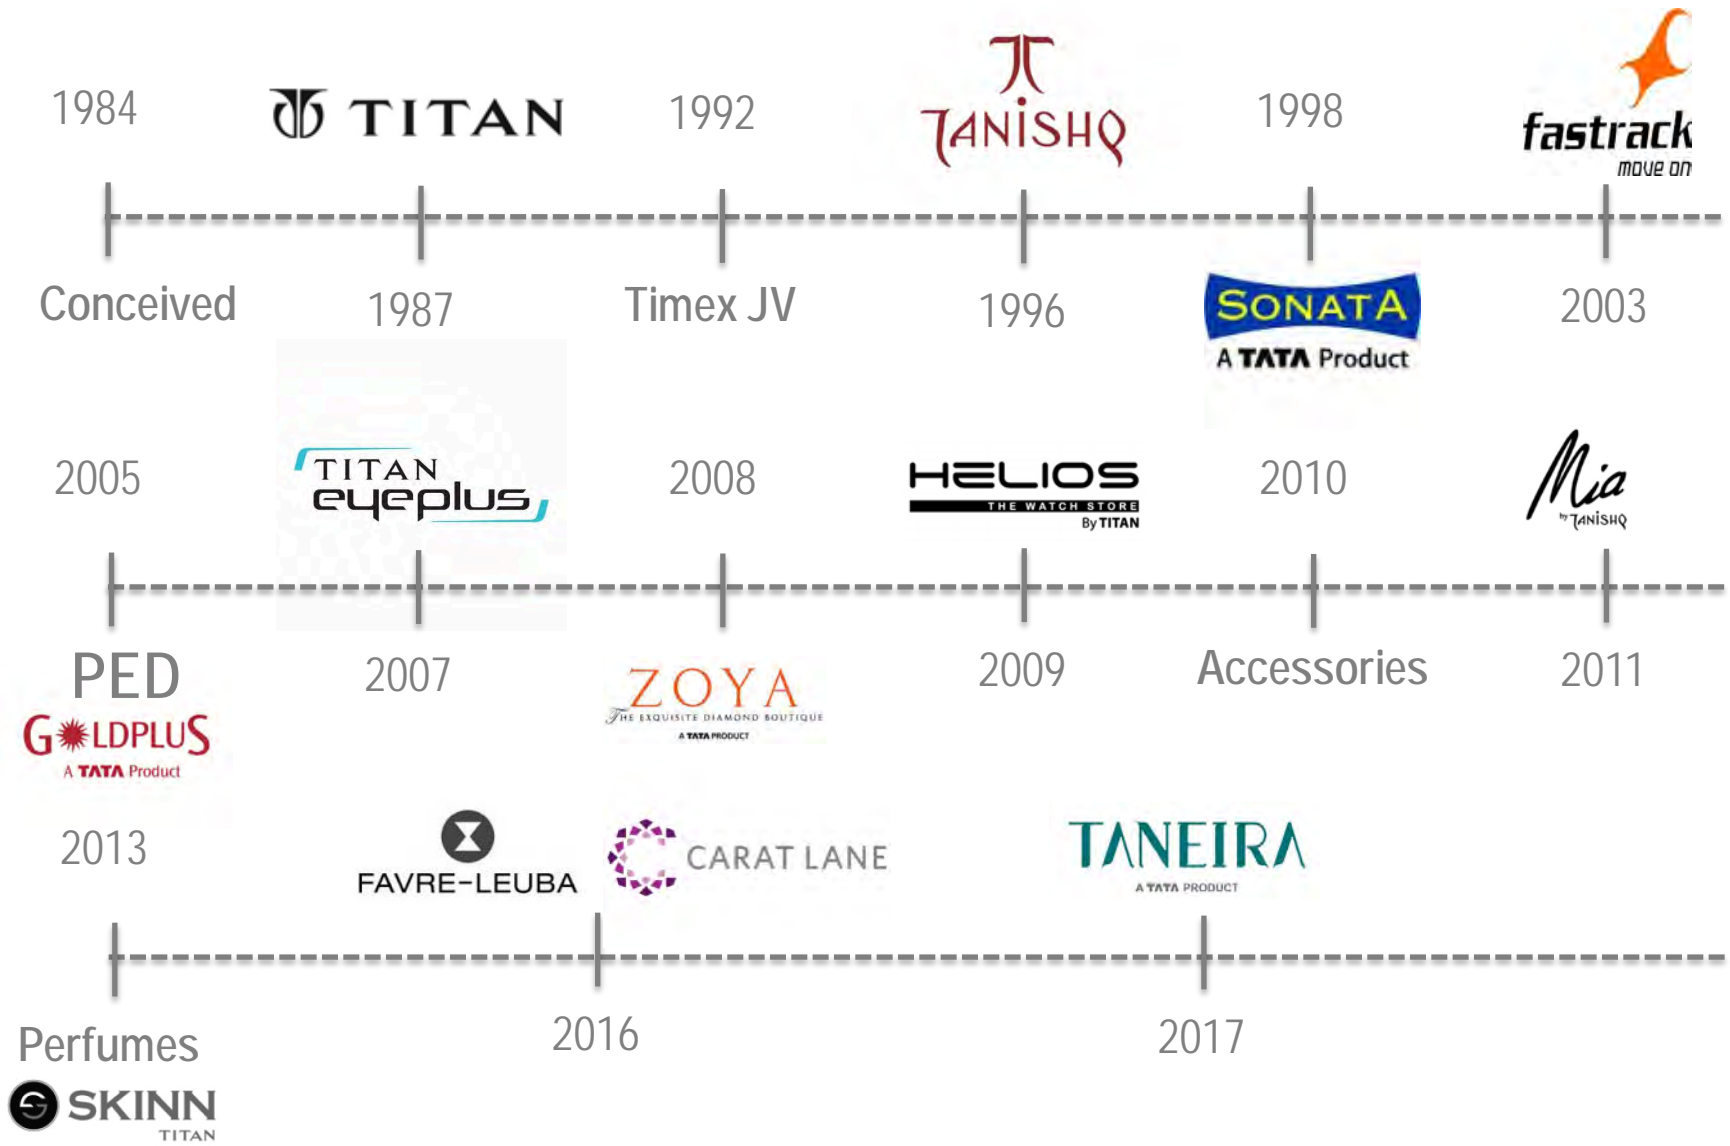 1984
TITAN
1992
TANiSHQ
1998
fastrack
move on
Conceived
1987
Timex JV
1996
SONATA
A TATA Product
2003
2005
TITAN
eyeplus
2008
HELIOS
THE WATCH STORE
By TITAN
2010
Mia
by TANiSHQ
PED
GOLDPLUS
A TATA Product
2007
ZOYA
THE EXQUISITE DIAMOND BOUTIQUE
A TATA PRODUCT
2009
Accessories
2011
2013
FAVRE-LEUBA
CARAT LANE
TANEIRA
A TATA PRODUCT
Perfumes
SKINN
TITAN
2016
2017